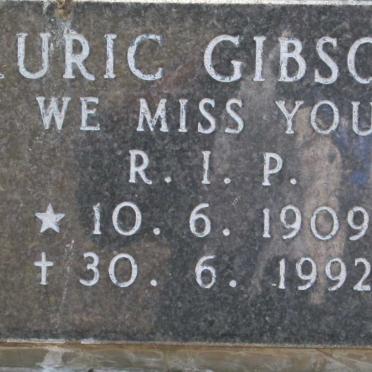 URIC GIBSO
WE MISS YOU
R. I. P.
★ 10. 6. 1909
✝ 30. 6. 1992